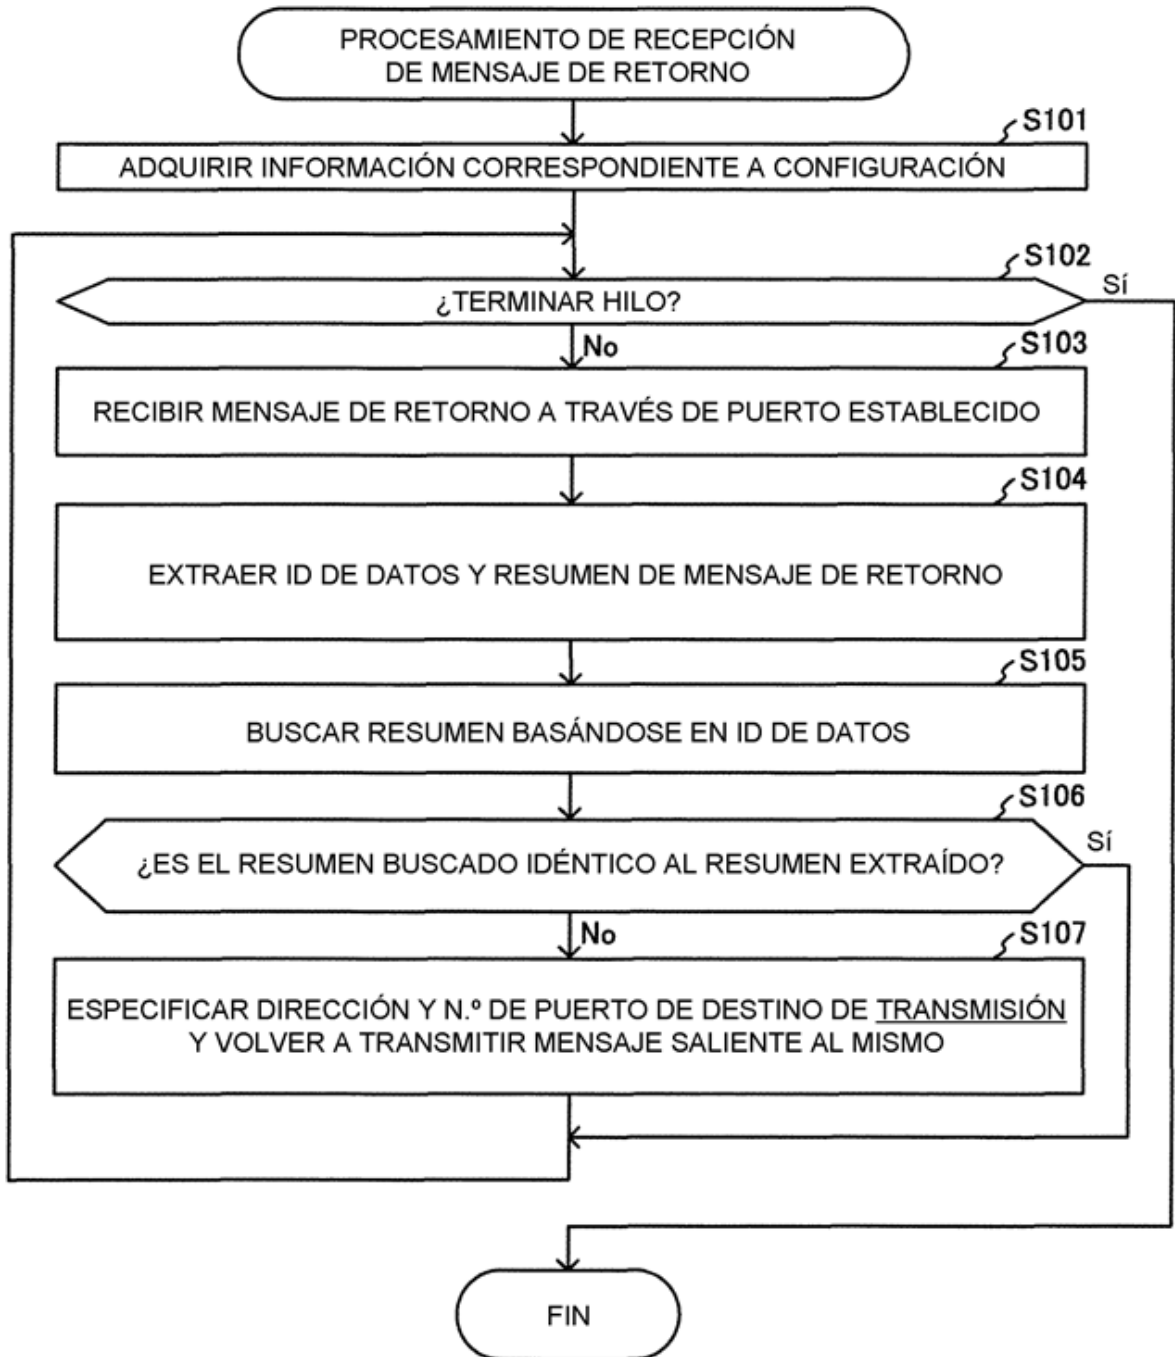 PROCESAMIENTO DE RECEPCIÓN
DE MENSAJE DE RETORNO
S101
ADQUIRIR INFORMACIÓN CORRESPONDIENTE A CONFIGURACIÓN
S102
Sí
¿TERMINAR HILO?
No
S103
RECIBIR MENSAJE DE RETORNO A TRAVÉS DE PUERTO ESTABLECIDO
S104
EXTRAER ID DE DATOS Y RESUMEN DE MENSAJE DE RETORNO
S105
BUSCAR RESUMEN BASÁNDOSE EN ID DE DATOS
S106
Sí
¿ES EL RESUMEN BUSCADO IDÉNTICO AL RESUMEN EXTRAÍDO?
No
S107
ESPECIFICAR DIRECCIÓN Y N.º DE PUERTO DE DESTINO DE TRANSMISIÓN
Y VOLVER A TRANSMITIR MENSAJE SALIENTE AL MISMO
FIN